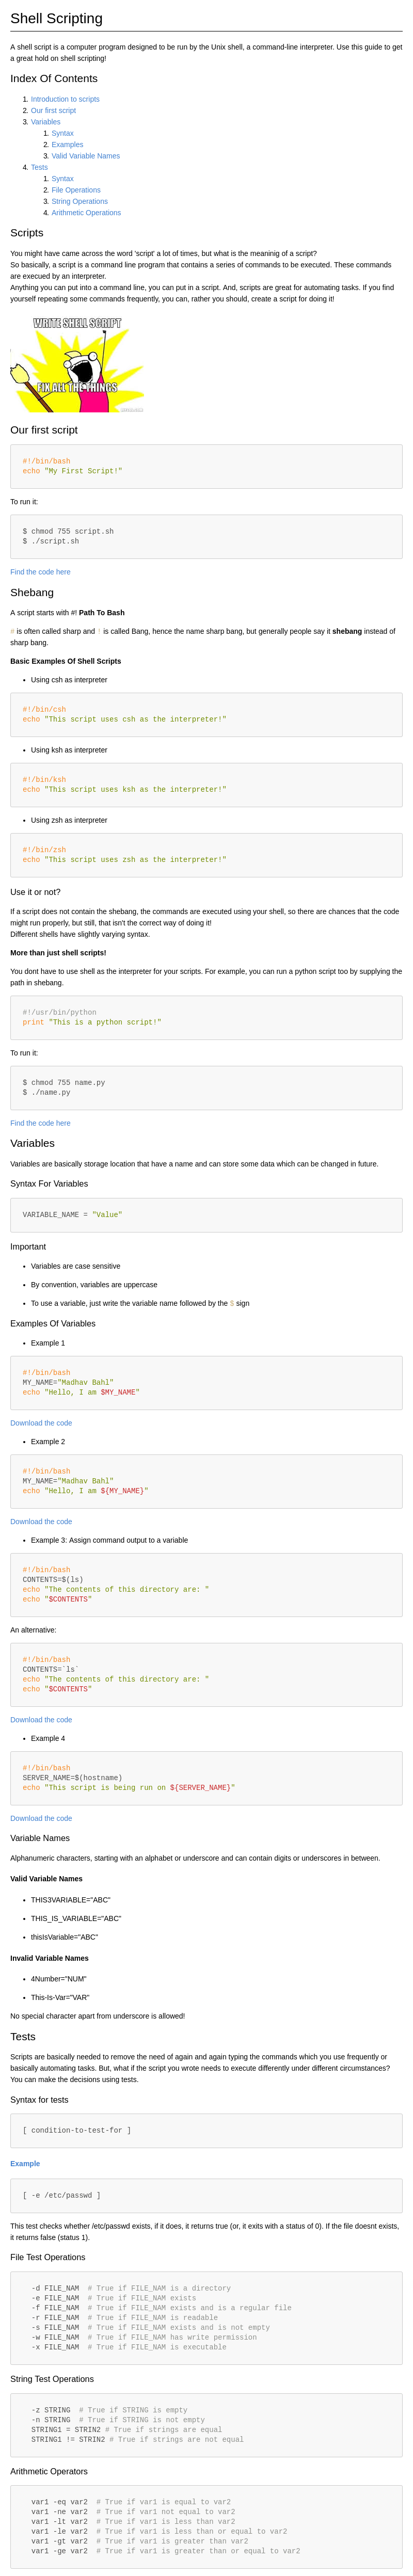 Shell Scripting
A shell script is a computer program designed to be run by the Unix shell, a command-line interpreter. Use this guide to get
a great hold on shell scripting!
Index Of Contents
1. Introduction to scripts
2. Our first script
3. Variables
1. Syntax
2. Examples
3. Valid Variable Names
4. Tests
1. Syntax
2. File Operations
3. String Operations
4. Arithmetic Operations
Scripts
You might have came across the word 'script' a lot of times, but what is the meaninig of a script?
So basically, a script is a command line program that contains a series of commands to be executed. These commands
are execued by an interpreter.
Anything you can put into a command line, you can put in a script. And, scripts are great for automating tasks. If you find
yourself repeating some commands frequently, you can, rather you should, create a script for doing it!
WRITE SHELL SCRIPT
FIX ALL THE THINGS
Our first script
#!/bin/bash
echo "My First Script!"
To run it:
$ chmod 755 script.sh
$ ./script.sh
Find the code here
Shebang
A script starts with #! Path To Bash
# is often called sharp and ! is called Bang, hence the name sharp bang, but generally people say it shebang instead of
sharp bang.
Basic Examples Of Shell Scripts
• Using csh as interpreter
#!/bin/csh
echo "This script uses csh as the interpreter!"
• Using ksh as interpreter
#!/bin/ksh
echo "This script uses ksh as the interpreter!"
• Using zsh as interpreter
#!/bin/zsh
echo "This script uses zsh as the interpreter!"
Use it or not?
If a script does not contain the shebang, the commands are executed using your shell, so there are chances that the code
might run properly, but still, that isn't the correct way of doing it!
Different shells have slightly varying syntax.
More than just shell scripts!
You dont have to use shell as the interpreter for your scripts. For example, you can run a python script too by supplying the
path in shebang.
#!/usr/bin/python
print "This is a python script!"
To run it:
$ chmod 755 name.py
$ ./name.py
Find the code here
Variables
Variables are basically storage location that have a name and can store some data which can be changed in future.
Syntax For Variables
VARIABLE_NAME = "Value"
Important
• Variables are case sensitive
• By convention, variables are uppercase
• To use a variable, just write the variable name followed by the $ sign
Examples Of Variables
• Example 1
#!/bin/bash
MY_NAME="Madhav Bahl"
echo "Hello, I am $MY_NAME"
Download the code
• Example 2
#!/bin/bash
MY_NAME="Madhav Bahl"
echo "Hello, I am ${MY_NAME}"
Download the code
• Example 3: Assign command output to a variable
#!/bin/bash
CONTENTS=$(ls)
echo "The contents of this directory are: "
echo "$CONTENTS"
An alternative:
#!/bin/bash
CONTENTS=`ls`
echo "The contents of this directory are: "
echo "$CONTENTS"
Download the code
• Example 4
#!/bin/bash
SERVER_NAME=$(hostname)
echo "This script is being run on ${SERVER_NAME}"
Download the code
Variable Names
Alphanumeric characters, starting with an alphabet or underscore and can contain digits or underscores in between.
Valid Variable Names
• THIS3VARIABLE="ABC"
• THIS_IS_VARIABLE="ABC"
• thisIsVariable="ABC"
Invalid Variable Names
• 4Number="NUM"
• This-Is-Var="VAR"
No special character apart from underscore is allowed!
Tests
Scripts are basically needed to remove the need of again and again typing the commands which you use frequently or
basically automating tasks. But, what if the script you wrote needs to execute differently under different circumstances?
You can make the decisions using tests.
Syntax for tests
[ condition-to-test-for ]
Example
[ -e /etc/passwd ]
This test checks whether /etc/passwd exists, if it does, it returns true (or, it exits with a status of 0). If the file doesnt exists,
it returns false (status 1).
File Test Operations
-d FILE_NAM # True if FILE_NAM is a directory
-e FILE_NAM # True if FILE_NAM exists
-f FILE_NAM # True if FILE_NAM exists and is a regular file
-r FILE_NAM # True if FILE_NAM is readable
-s FILE_NAM # True if FILE_NAM exists and is not empty
-w FILE_NAM # True if FILE_NAM has write permission
-x FILE_NAM # True if FILE_NAM is executable
String Test Operations
-z STRING # True if STRING is empty
-n STRING # True if STRING is not empty
STRING1 = STRIN2 # True if strings are equal
STRING1 != STRIN2 # True if strings are not equal
Arithmetic Operators
var1 -eq var2 # True if var1 is equal to var2
var1 -ne var2 # True if var1 not equal to var2
var1 -lt var2 # True if var1 is less than var2
var1 -le var2 # True if var1 is less than or equal to var2
var1 -gt var2 # True if var1 is greater than var2
var1 -ge var2 # True if var1 is greater than or equal to var2